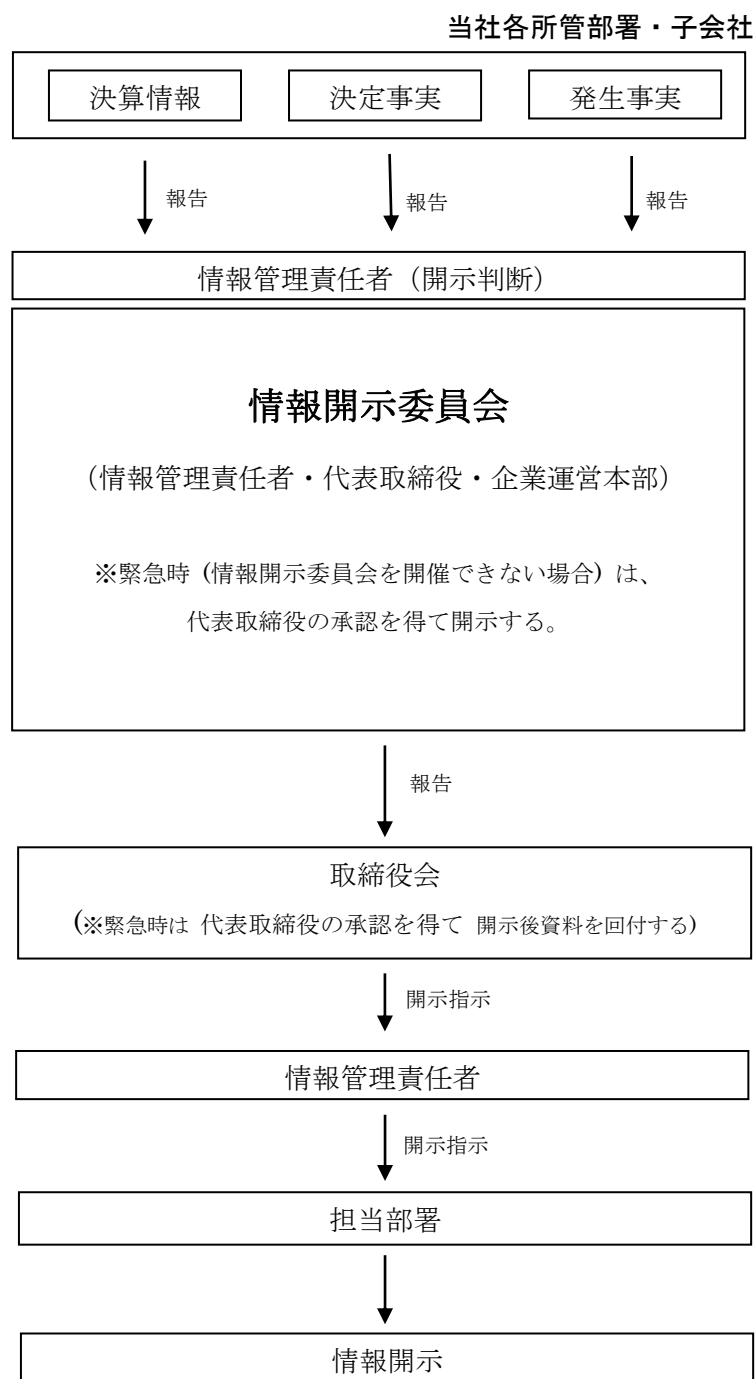 当社各所管部署・子会社
決算情報 決定事実 発生事実
報告 報告 報告
情報管理責任者（開示判断）
情報開示委員会
（情報管理責任者・代表取締役・企業運営本部）
※緊急時 (情報開示委員会を開催できない場合) は、
代表取締役の承認を得て開示する。
報告
取締役会
(※緊急時は 代表取締役の承認を得て 開示後資料を回付する)
開示指示
情報管理責任者
開示指示
担当部署
情報開示